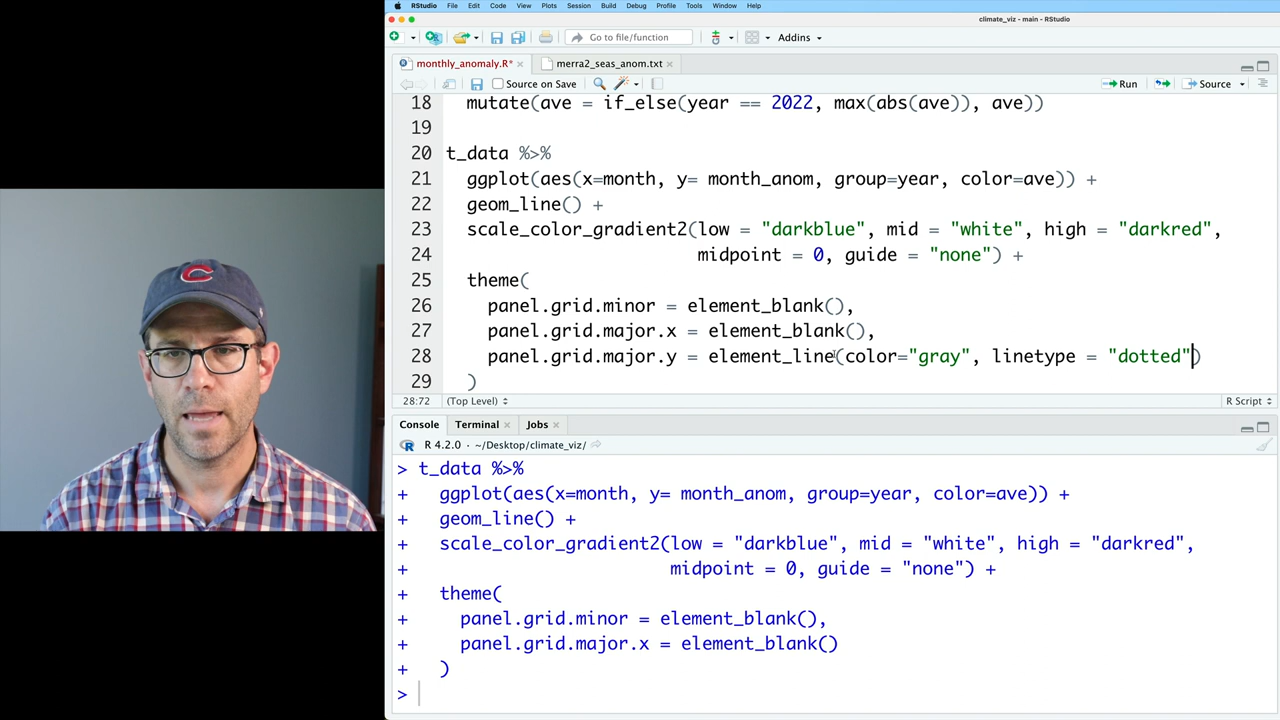 RStudio File Edit Code View Plots Session Build Debug Profile Tools Window Help
climate_viz - main - RStudio
Go to file/function Addins
monthly_anomaly.R* merra2_seas_anom.txt
Source on Save Run Source
18 mutate(ave = if_else(year == 2022, max(abs(ave)), ave))
19
20 t_data %>%
21 ggplot(aes(x=month, y= month_anom, group=year, color=ave)) +
22 geom_line() +
23 scale_color_gradient2(low = "darkblue", mid = "white", high = "darkred",
24 midpoint = 0, guide = "none") +
25 theme(
26 panel.grid.minor = element_blank(),
27 panel.grid.major.x = element_blank(),
28 panel.grid.major.y = element_line(color="gray", linetype = "dotted")
29 )
28:72 (Top Level) R Script
Console Terminal Jobs
R 4.2.0 · ~/Desktop/climate_viz/
> t_data %>%
+ ggplot(aes(x=month, y= month_anom, group=year, color=ave)) +
+ geom_line() +
+ scale_color_gradient2(low = "darkblue", mid = "white", high = "darkred",
+ midpoint = 0, guide = "none") +
+ theme(
+ panel.grid.minor = element_blank(),
+ panel.grid.major.x = element_blank()
+ )
>